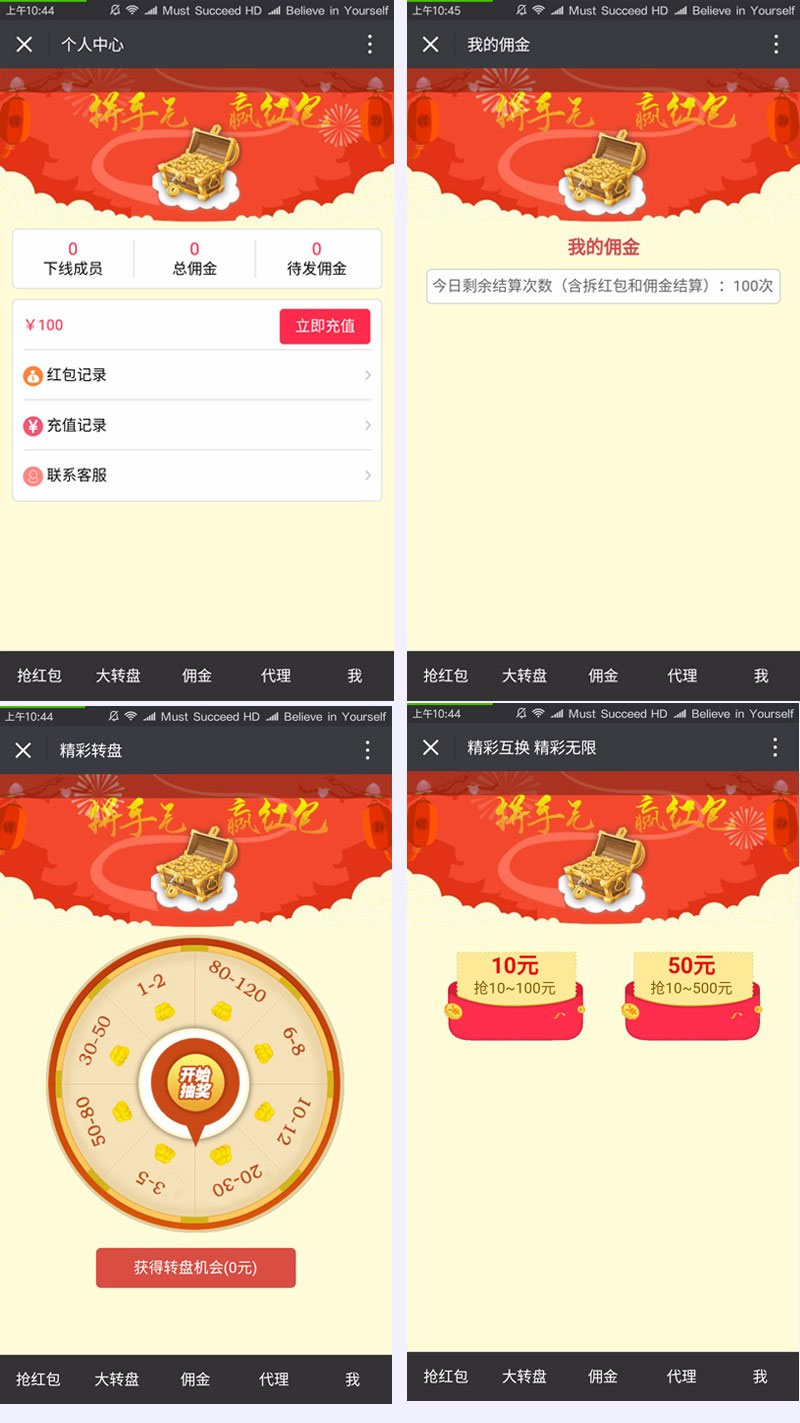 上午10:44 Must Succeed HD Believe in Yourself
个人中心
拼手气 赢红包
0 0 0
下线成员 总佣金 待发佣金
￥100 立即充值
红包记录
充值记录
联系客服
抢红包 大转盘 佣金 代理 我
上午10:45 Must Succeed HD Believe in Yourself
我的佣金
拼手气 赢红包
我的佣金
今日剩余结算次数（含拆红包和佣金结算）：100次
抢红包 大转盘 佣金 代理 我
上午10:44 Must Succeed HD Believe in Yourself
精彩转盘
拼手气 赢红包
1-2
80-120
6-8
10-12
20-30
3-5
50-80
30-50
开始
抽奖
获得转盘机会(0元)
抢红包 大转盘 佣金 代理 我
上午10:44 Must Succeed HD Believe in Yourself
精彩互换 精彩无限
拼手气 赢红包
10元 50元
抢10~100元 抢10~500元
抢红包 大转盘 佣金 代理 我